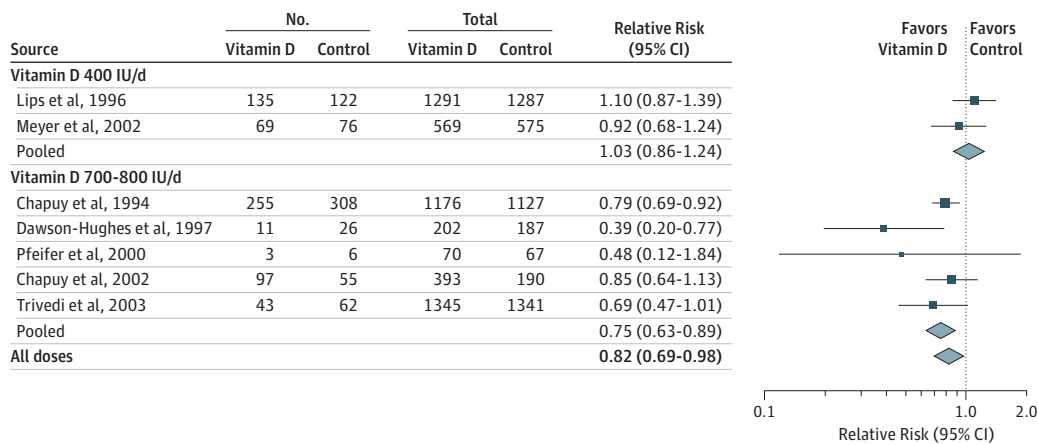 No. Total Relative Risk (95% CI) Favors Vitamin D Favors Control
Source Vitamin D Control Vitamin D Control
Vitamin D 400 IU/d
Lips et al, 1996 135 122 1291 1287 1.10 (0.87-1.39)
Meyer et al, 2002 69 76 569 575 0.92 (0.68-1.24)
Pooled 1.03 (0.86-1.24)
Vitamin D 700-800 IU/d
Chapuy et al, 1994 255 308 1176 1127 0.79 (0.69-0.92)
Dawson-Hughes et al, 1997 11 26 202 187 0.39 (0.20-0.77)
Pfeifer et al, 2000 3 6 70 67 0.48 (0.12-1.84)
Chapuy et al, 2002 97 55 393 190 0.85 (0.64-1.13)
Trivedi et al, 2003 43 62 1345 1341 0.69 (0.47-1.01)
Pooled 0.75 (0.63-0.89)
All doses 0.82 (0.69-0.98)
0.1 1.0 2.0
Relative Risk (95% CI)